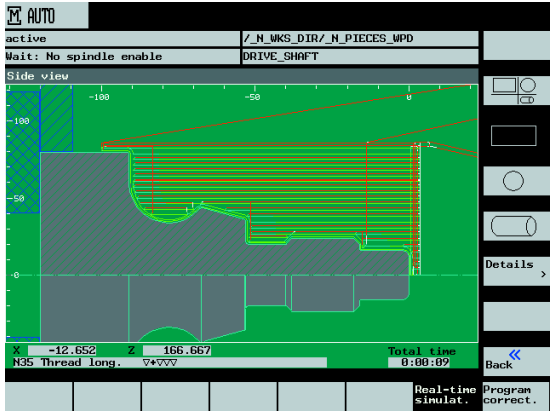 M AUTO
active
/_N_WKS_DIR/_N_PIECES_WPD
Wait: No spindle enable
DRIVE_SHAFT
Side view
-100
-50
0
-100
-50
-0
Details
X -12.652 Z 166.667
Total time
N35 Thread long. ▽+▽▽▽
0:00:09
«
Back
Real-time
simulat.
Program
correct.